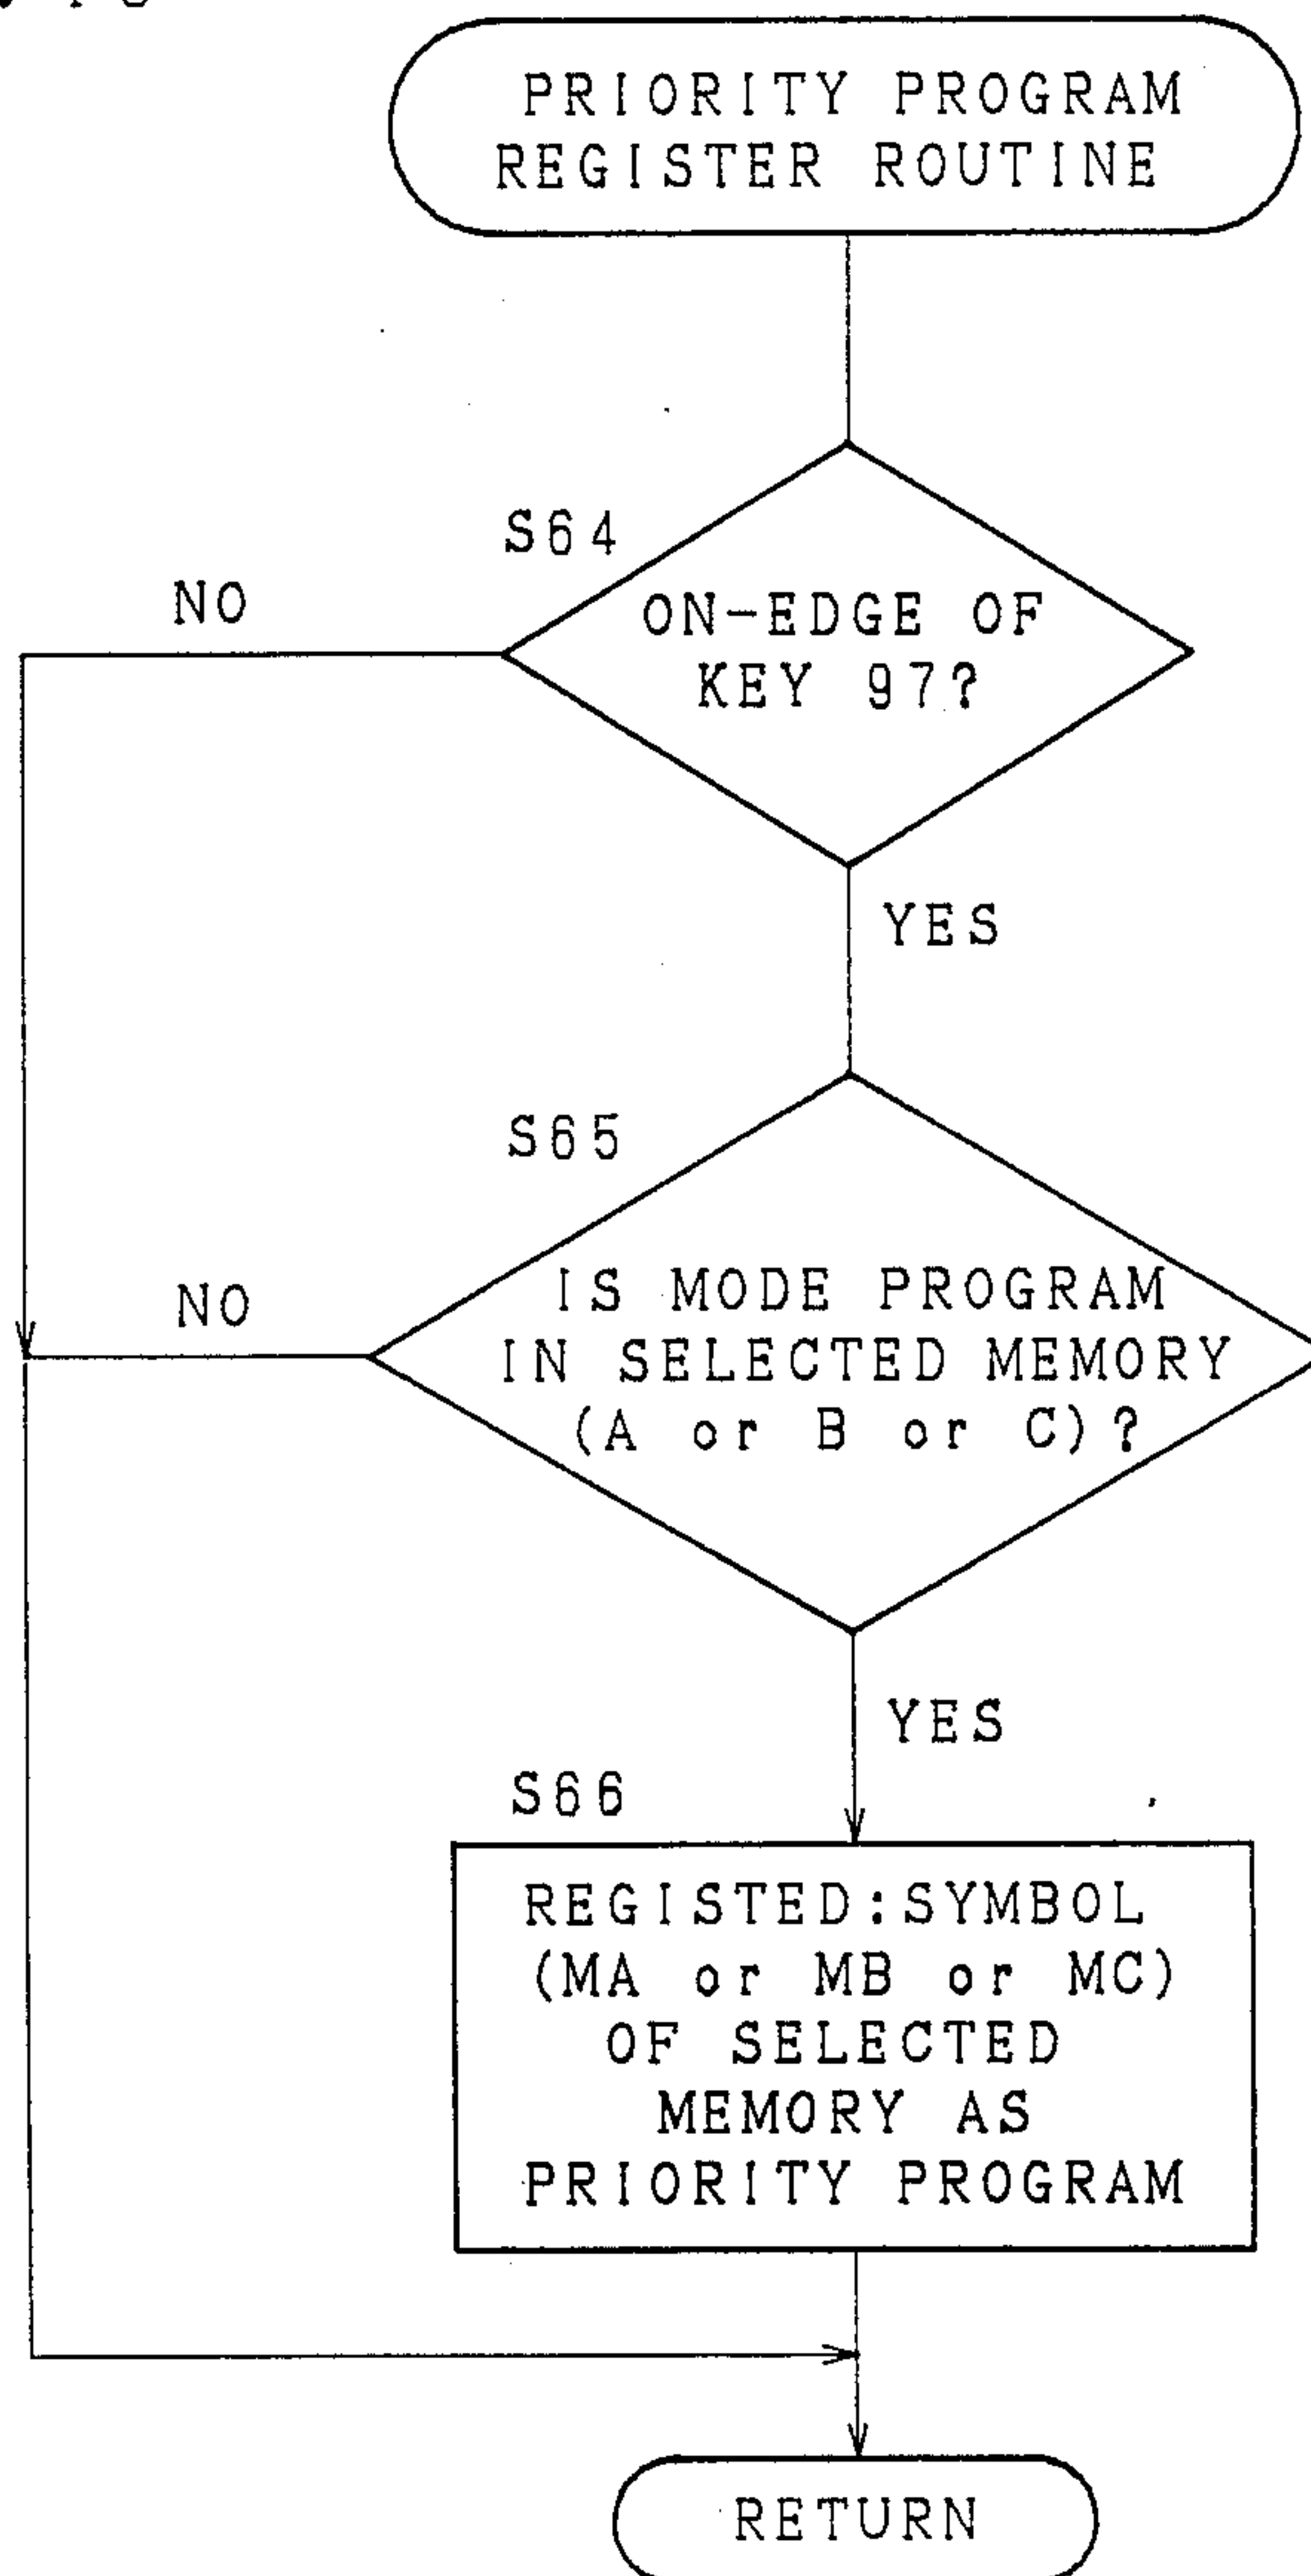 PRIORITY PROGRAM
REGISTER ROUTINE
S64
NO
ON-EDGE OF
KEY 97?
YES
S65
NO
IS MODE PROGRAM
IN SELECTED MEMORY
(A or B or C)?
YES
S66
REGISTED:SYMBOL
(MA or MB or MC)
OF SELECTED
MEMORY AS
PRIORITY PROGRAM
RETURN